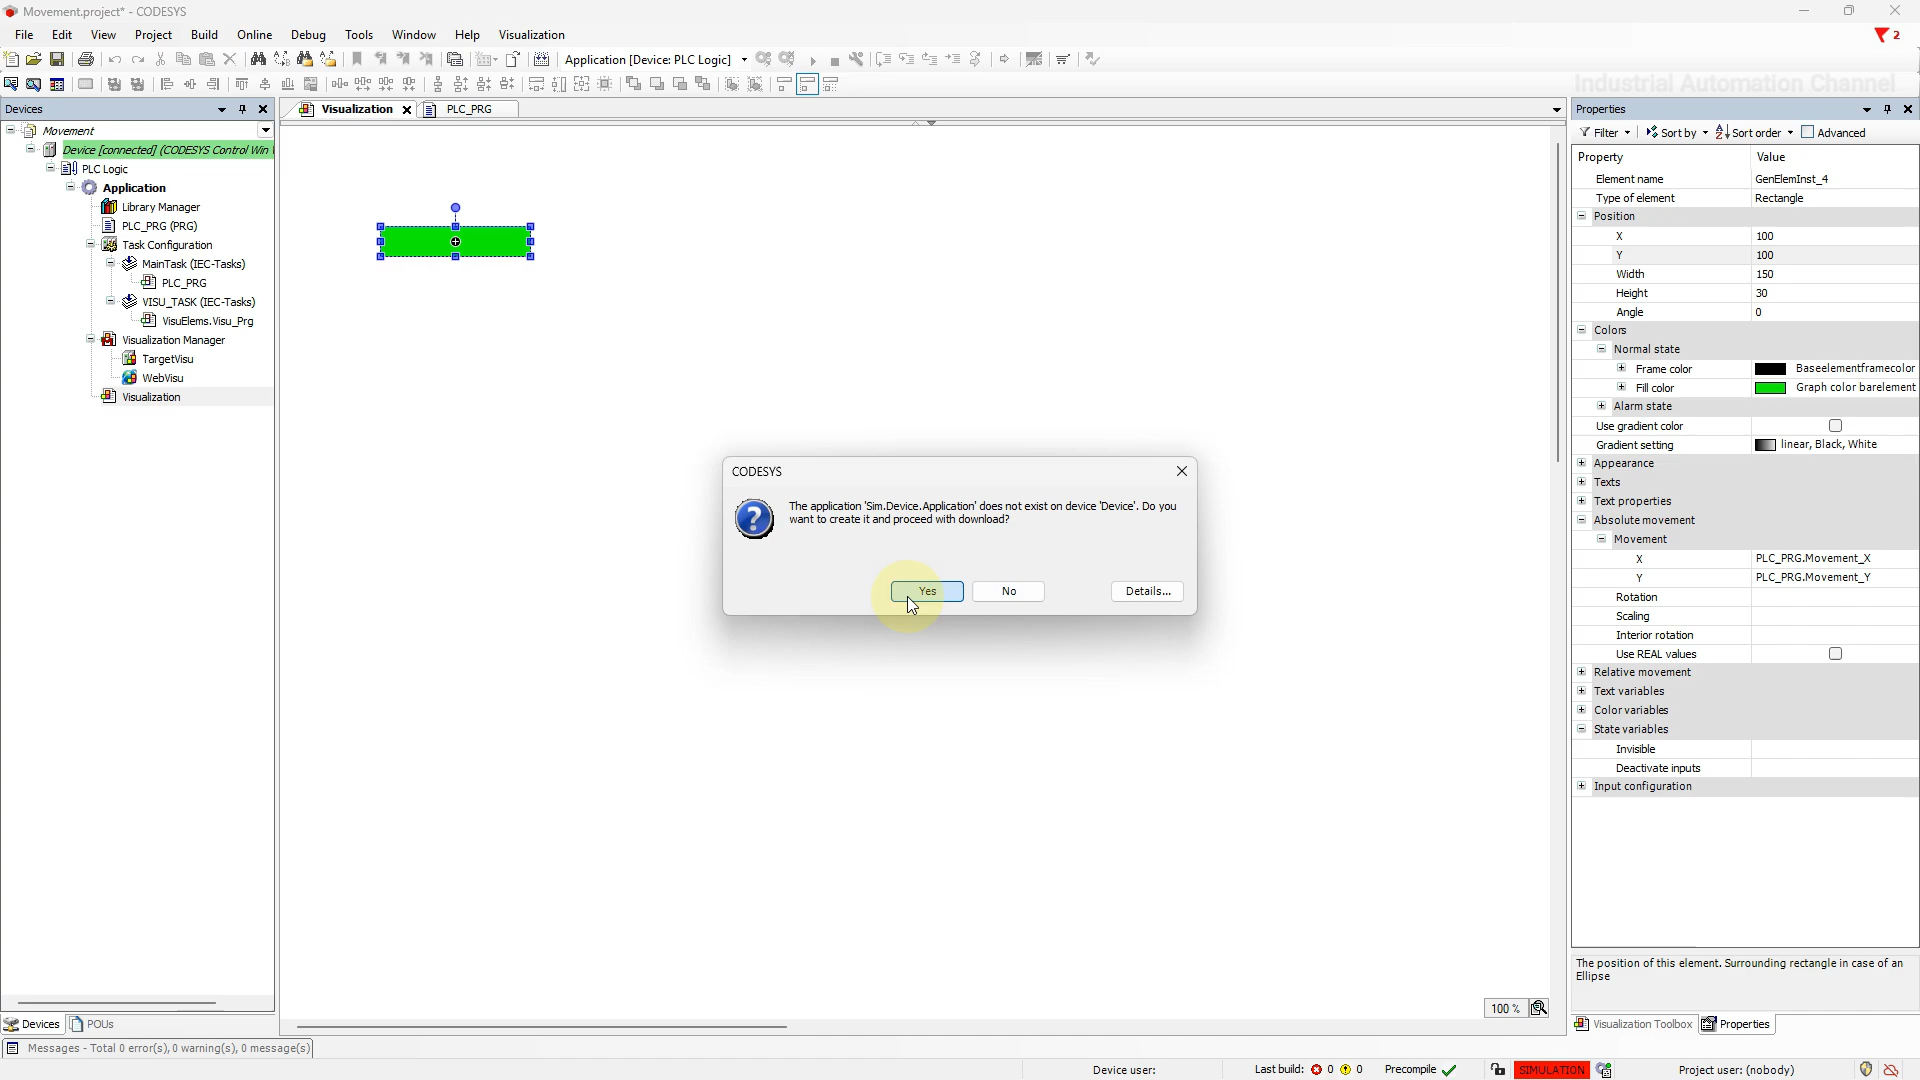 Movement.project* - CODESYS
File Edit View Project Build Online Debug Tools Window Help Visualization
2
Application [Device: PLC Logic]
Industrial Automation Channel
Devices
Movement
Device [connected] (CODESYS Control Win
PLC Logic
Application
Library Manager
PLC_PRG (PRG)
Task Configuration
MainTask (IEC-Tasks)
PLC_PRG
VISU_TASK (IEC-Tasks)
VisuElems.Visu_Prg
Visualization Manager
TargetVisu
WebVisu
Visualization
Devices POUs
Visualization PLC_PRG
CODESYS
The application 'Sim.Device.Application' does not exist on device 'Device'. Do you
want to create it and proceed with download?
Yes No Details...
100 %
Properties
Filter Sort by Sort order Advanced
Property Value
Element name GenElemInst_4
Type of element Rectangle
Position
X 100
Y 100
Width 150
Height 30
Angle 0
Colors
Normal state
Frame color Baseelementframecolor
Fill color Graph color barelement
Alarm state
Use gradient color
Gradient setting linear, Black, White
Appearance
Texts
Text properties
Absolute movement
Movement
X PLC_PRG.Movement_X
Y PLC_PRG.Movement_Y
Rotation
Scaling
Interior rotation
Use REAL values
Relative movement
Text variables
Color variables
State variables
Invisible
Deactivate inputs
Input configuration
The position of this element. Surrounding rectangle in case of an
Ellipse
Visualization Toolbox Properties
Messages - Total 0 error(s), 0 warning(s), 0 message(s)
Device user: Last build: 0 0 Precompile SIMULATION Project user: (nobody)